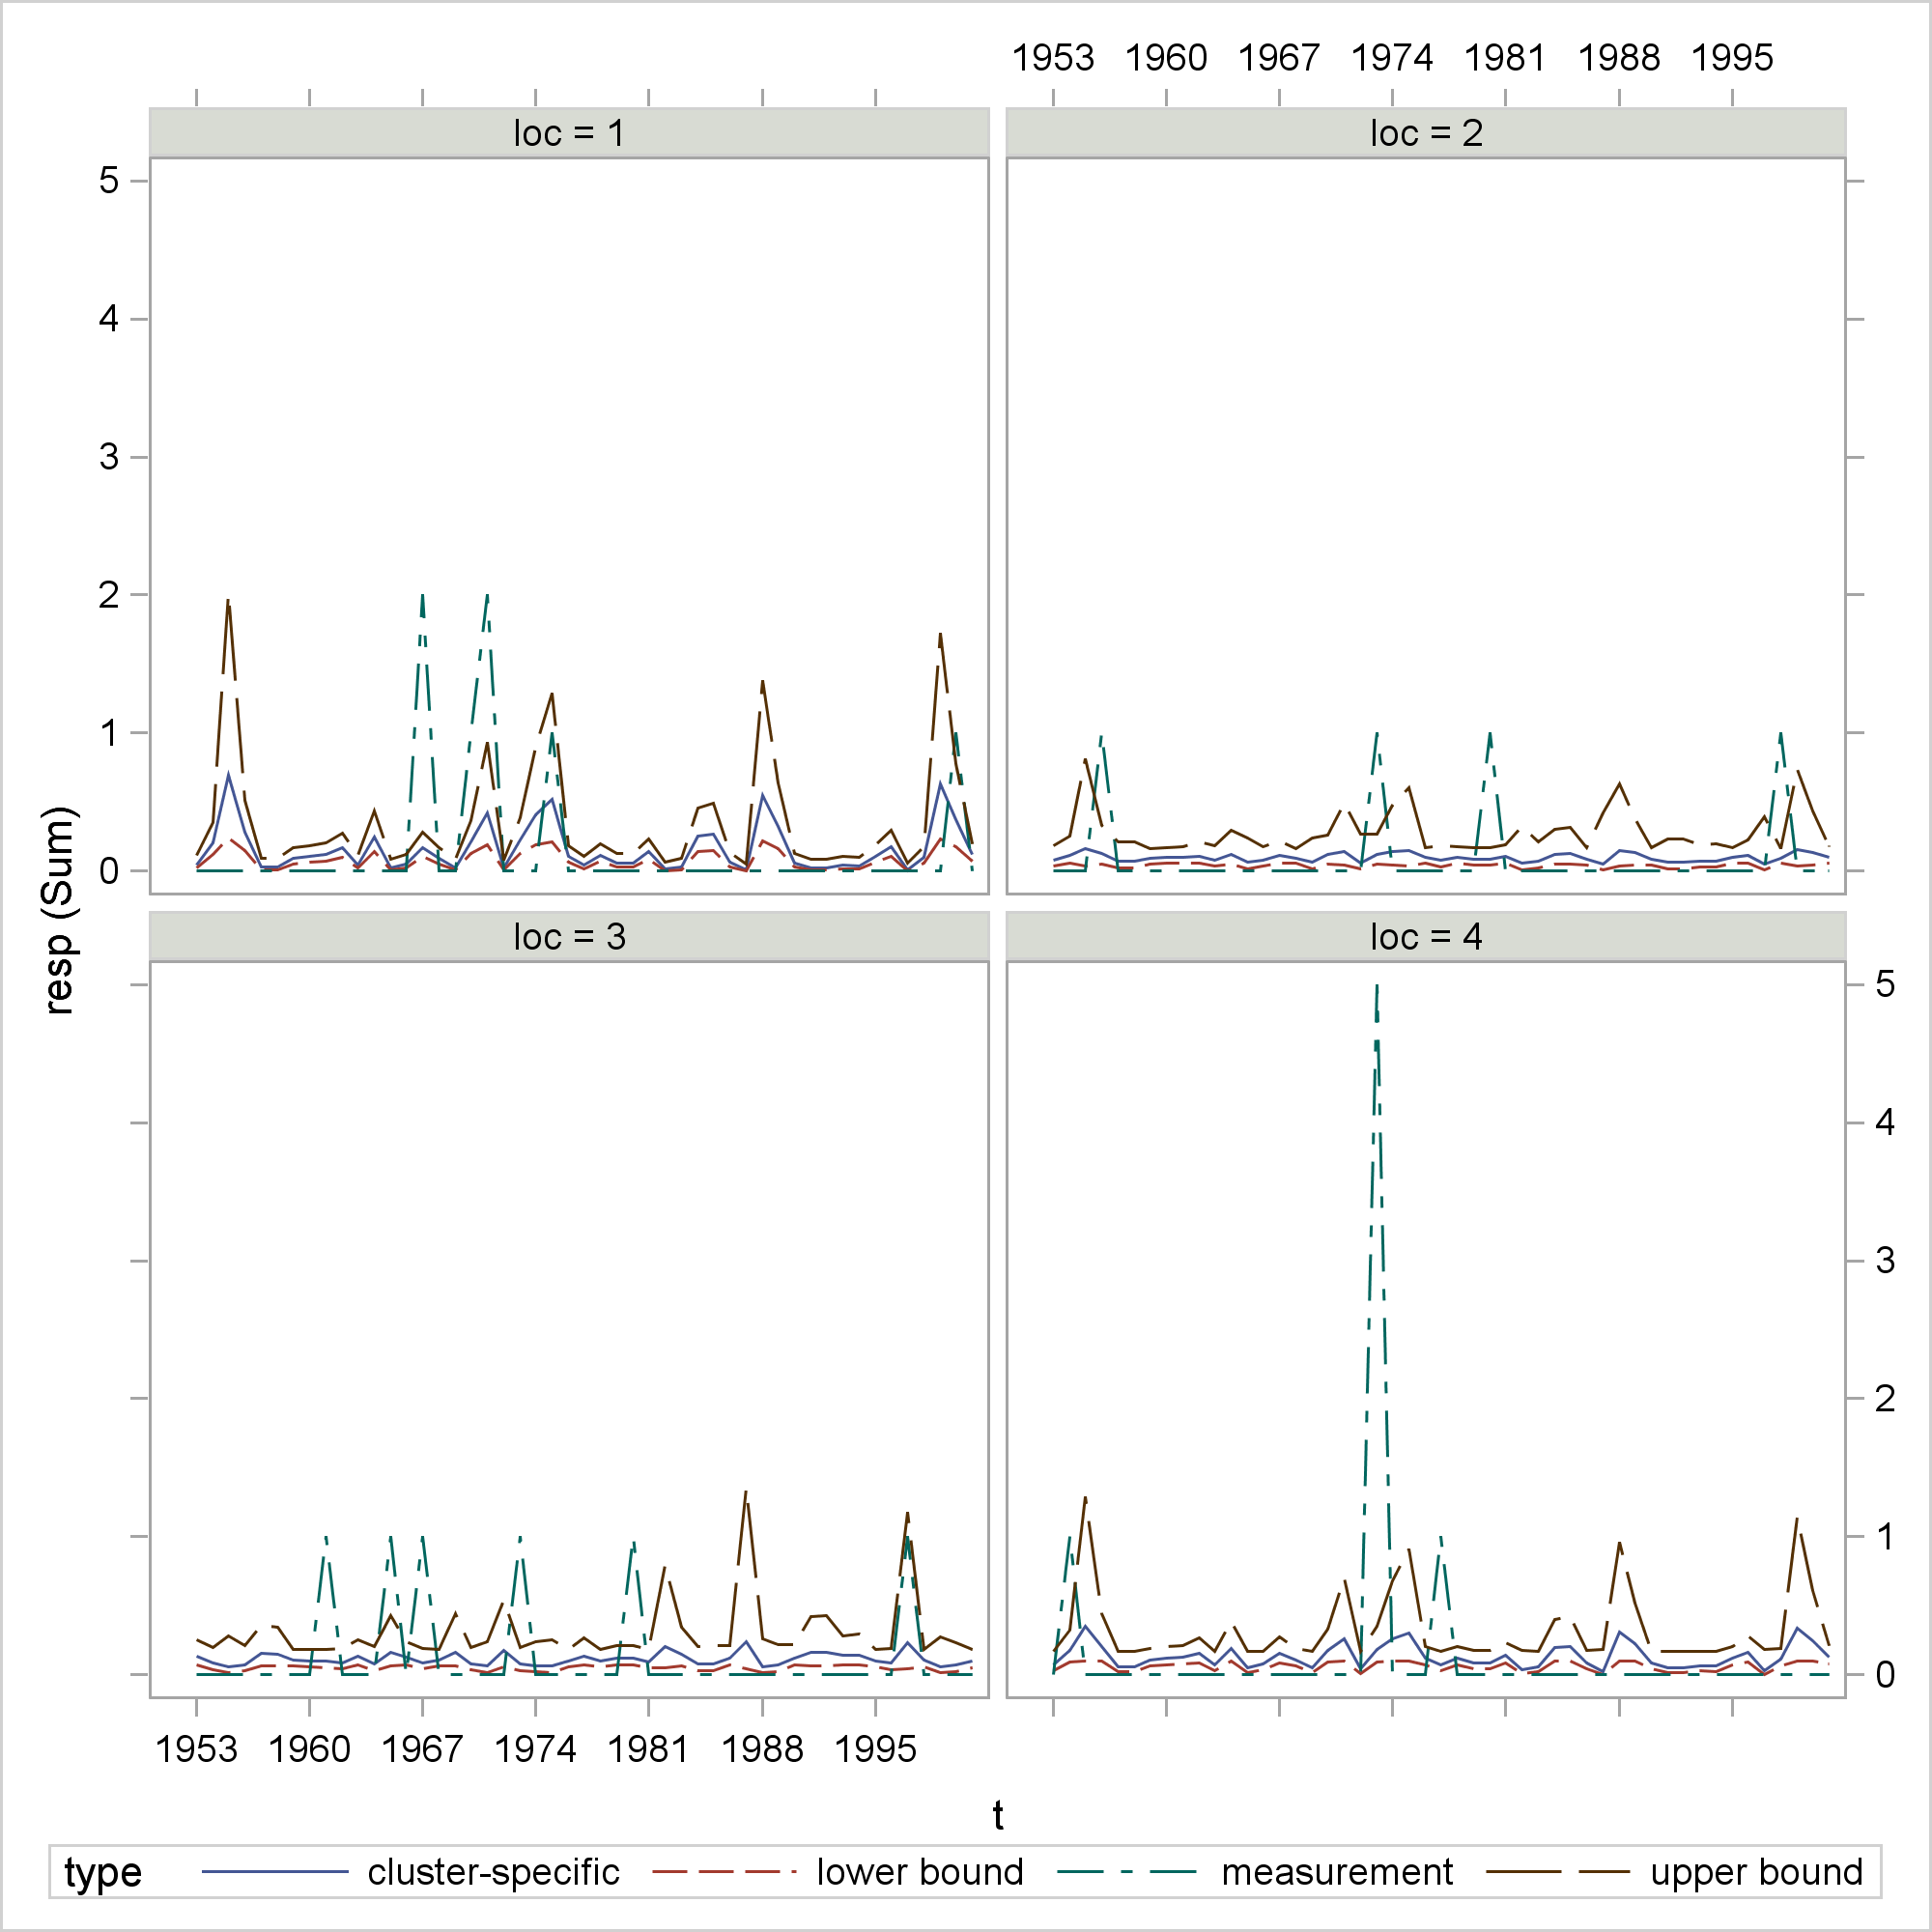 1953 1960 1967 1974 1981 1988 1995
loc = 1
loc = 2
5
4
3
2
1
0
resp (Sum)
loc = 3
loc = 4
5
4
3
2
1
0
1953 1960 1967 1974 1981 1988 1995
t
type cluster-specific lower bound measurement upper bound